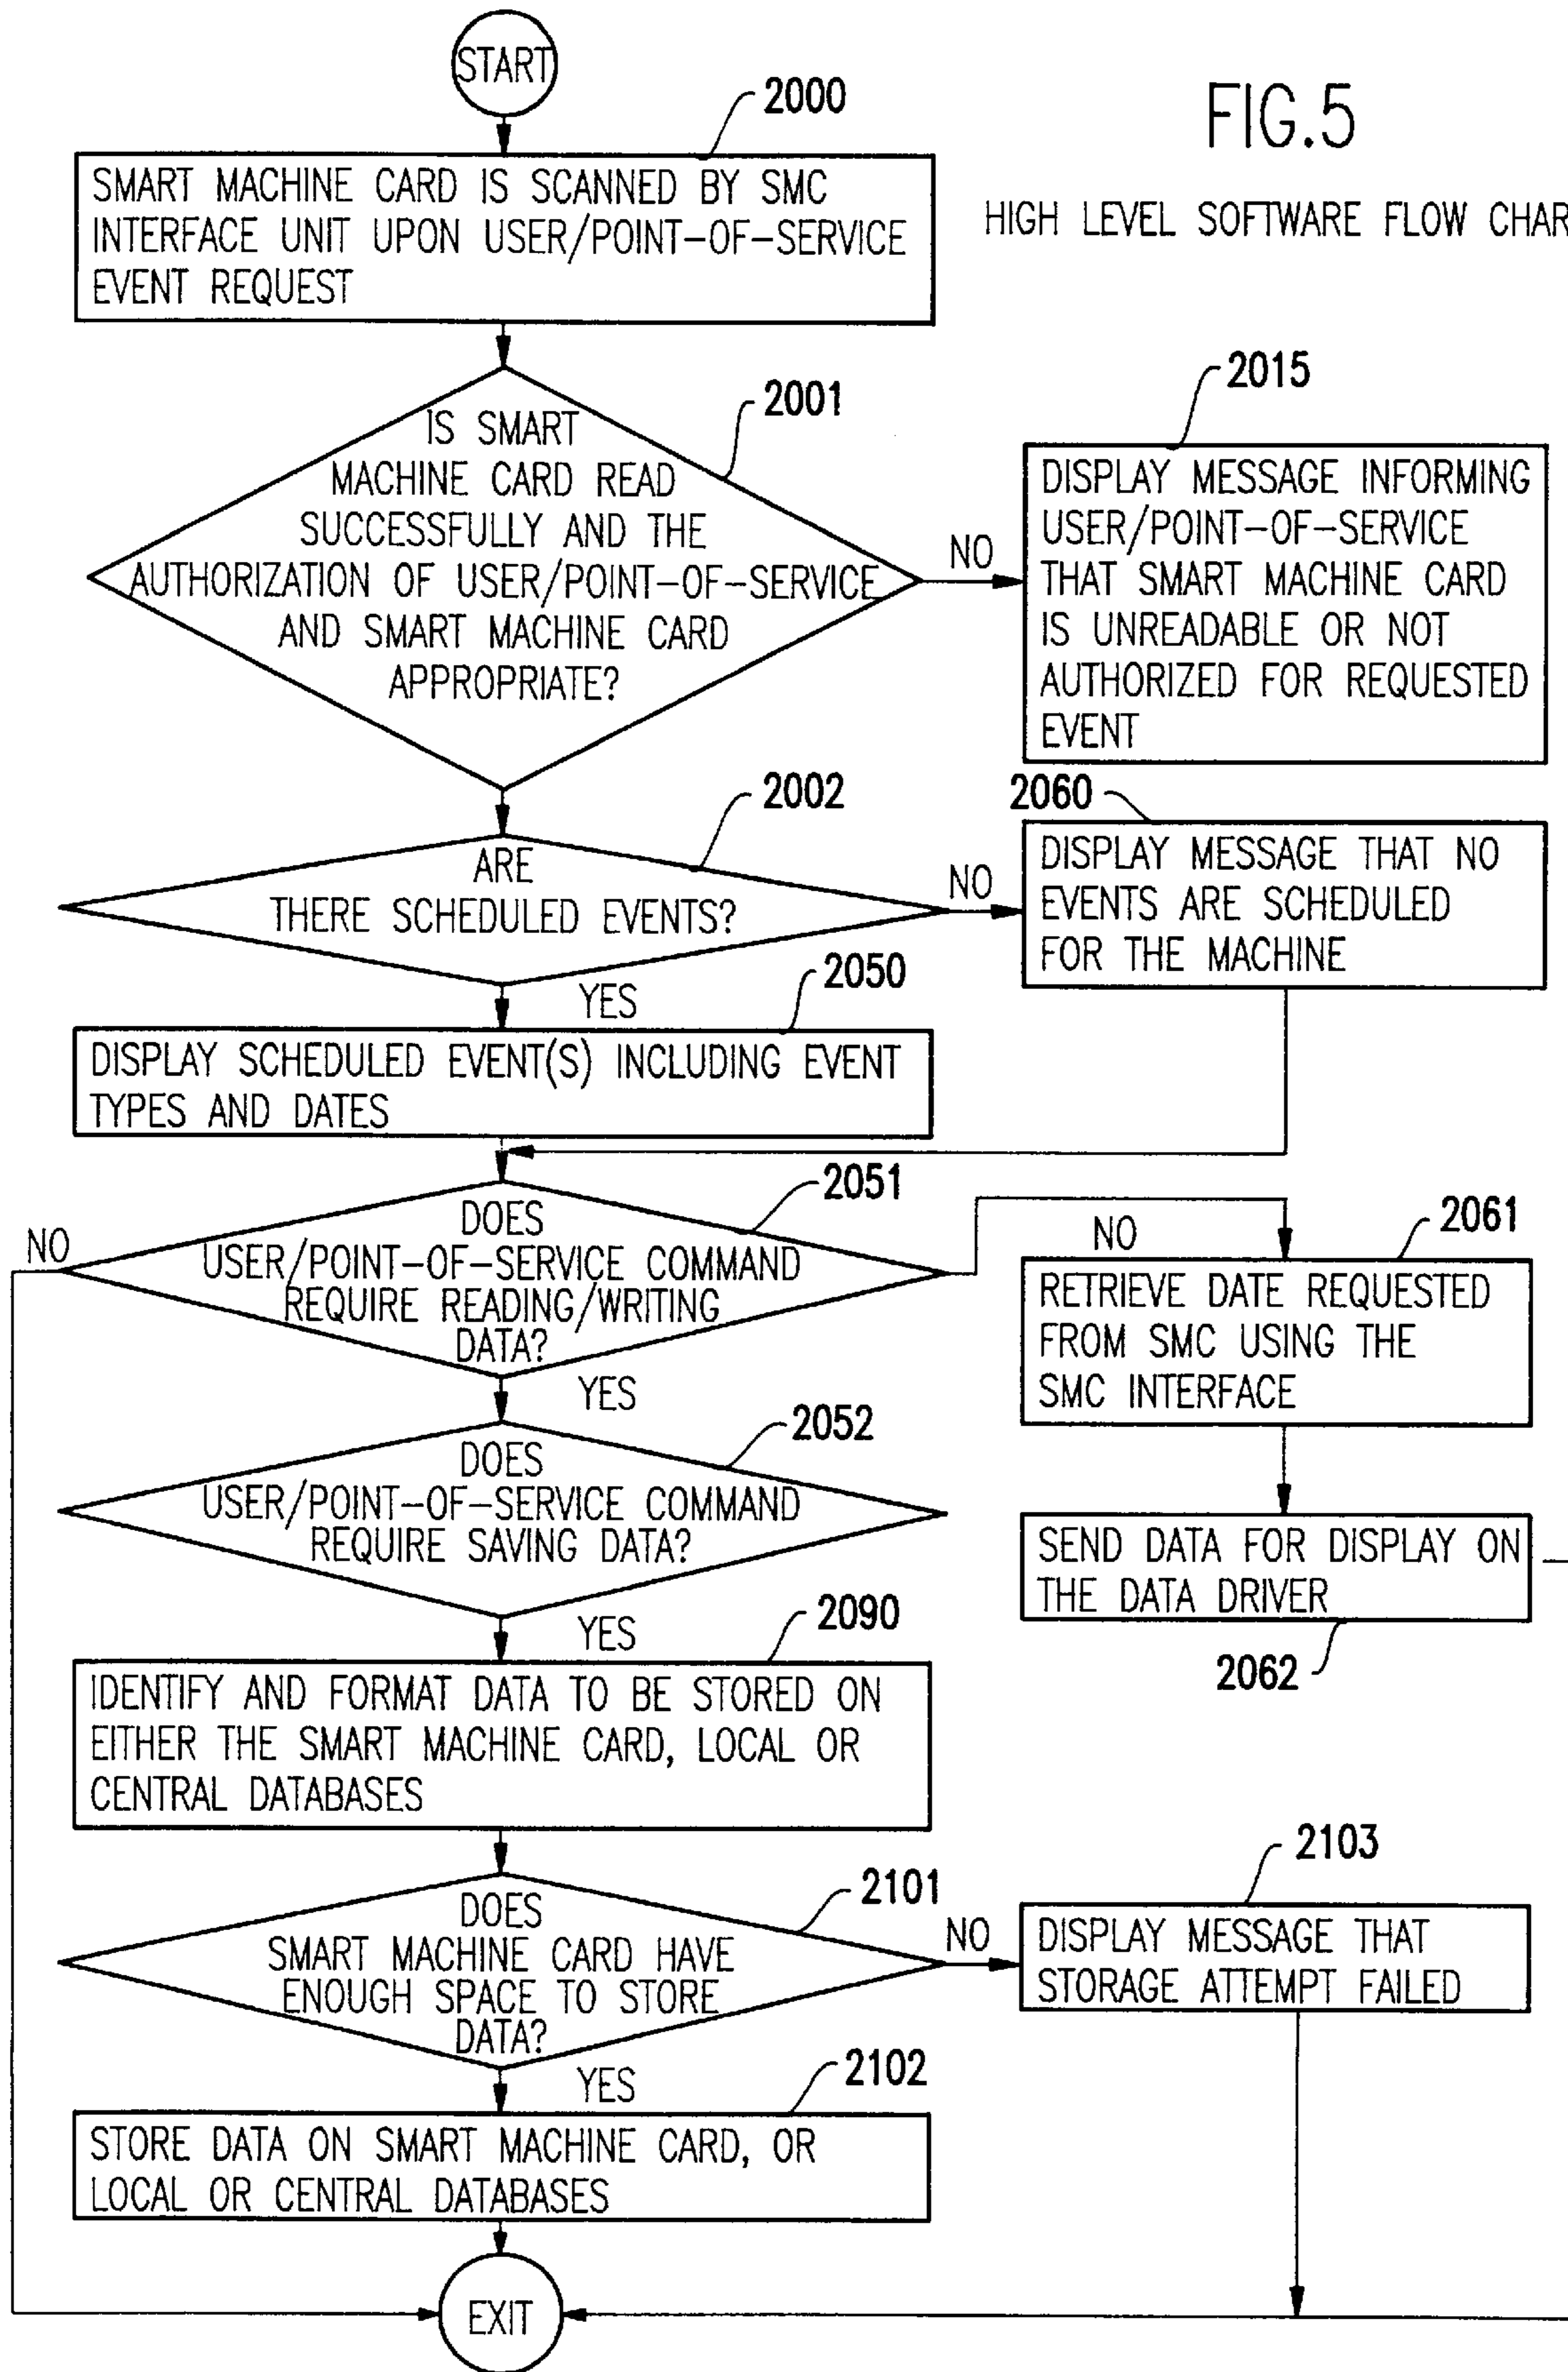 START
2000
FIG.5
HIGH LEVEL SOFTWARE FLOW CHAR
SMART MACHINE CARD IS SCANNED BY SMC
INTERFACE UNIT UPON USER/POINT-OF-SERVICE
EVENT REQUEST
2001
IS SMART
MACHINE CARD READ
SUCCESSFULLY AND THE
AUTHORIZATION OF USER/POINT-OF-SERVICE
AND SMART MACHINE CARD
APPROPRIATE?
NO
2015
DISPLAY MESSAGE INFORMING
USER/POINT-OF-SERVICE
THAT SMART MACHINE CARD
IS UNREADABLE OR NOT
AUTHORIZED FOR REQUESTED
EVENT
2002
ARE
THERE SCHEDULED EVENTS?
NO
2060
DISPLAY MESSAGE THAT NO
EVENTS ARE SCHEDULED
FOR THE MACHINE
YES
2050
DISPLAY SCHEDULED EVENT(S) INCLUDING EVENT
TYPES AND DATES
2051
NO
DOES
USER/POINT-OF-SERVICE COMMAND
REQUIRE READING/WRITING
DATA?
NO
2061
RETRIEVE DATE REQUESTED
FROM SMC USING THE
SMC INTERFACE
YES
2052
DOES
USER/POINT-OF-SERVICE COMMAND
REQUIRE SAVING DATA?
SEND DATA FOR DISPLAY ON
THE DATA DRIVER
2062
YES
2090
IDENTIFY AND FORMAT DATA TO BE STORED ON
EITHER THE SMART MACHINE CARD, LOCAL OR
CENTRAL DATABASES
2101
DOES
SMART MACHINE CARD HAVE
ENOUGH SPACE TO STORE
DATA?
NO
2103
DISPLAY MESSAGE THAT
STORAGE ATTEMPT FAILED
YES
2102
STORE DATA ON SMART MACHINE CARD, OR
LOCAL OR CENTRAL DATABASES
EXIT